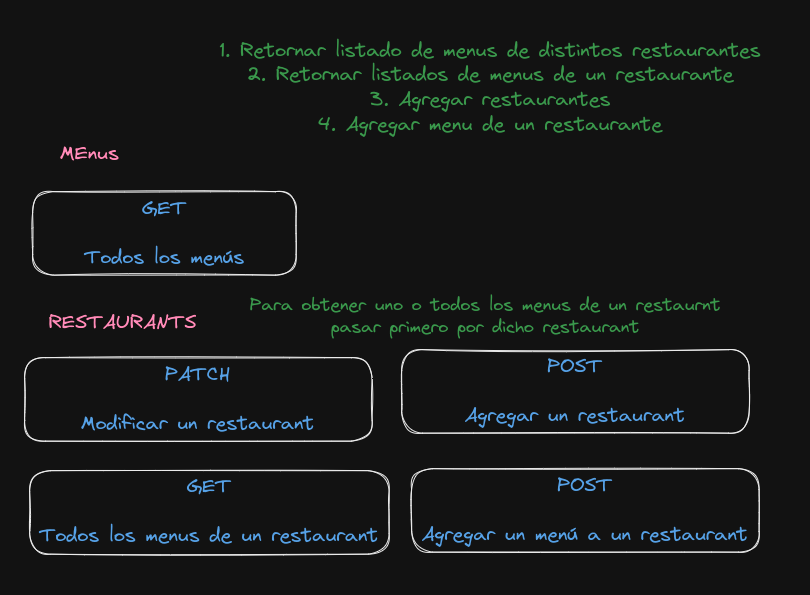 1. Retornar listado de menus de distintos restaurantes
2. Retornar listados de menus de un restaurante
3. Agregar restaurantes
4. Agregar menu de un restaurante
MEnus
GET
Todos los menús
Para obtener uno o todos los menus de un restaurnt
pasar primero por dicho restaurant
RESTAURANTS
PATCH
Modificar un restaurant
POST
Agregar un restaurant
GET
Todos los menus de un restaurant
POST
Agregar un menú a un restaurant